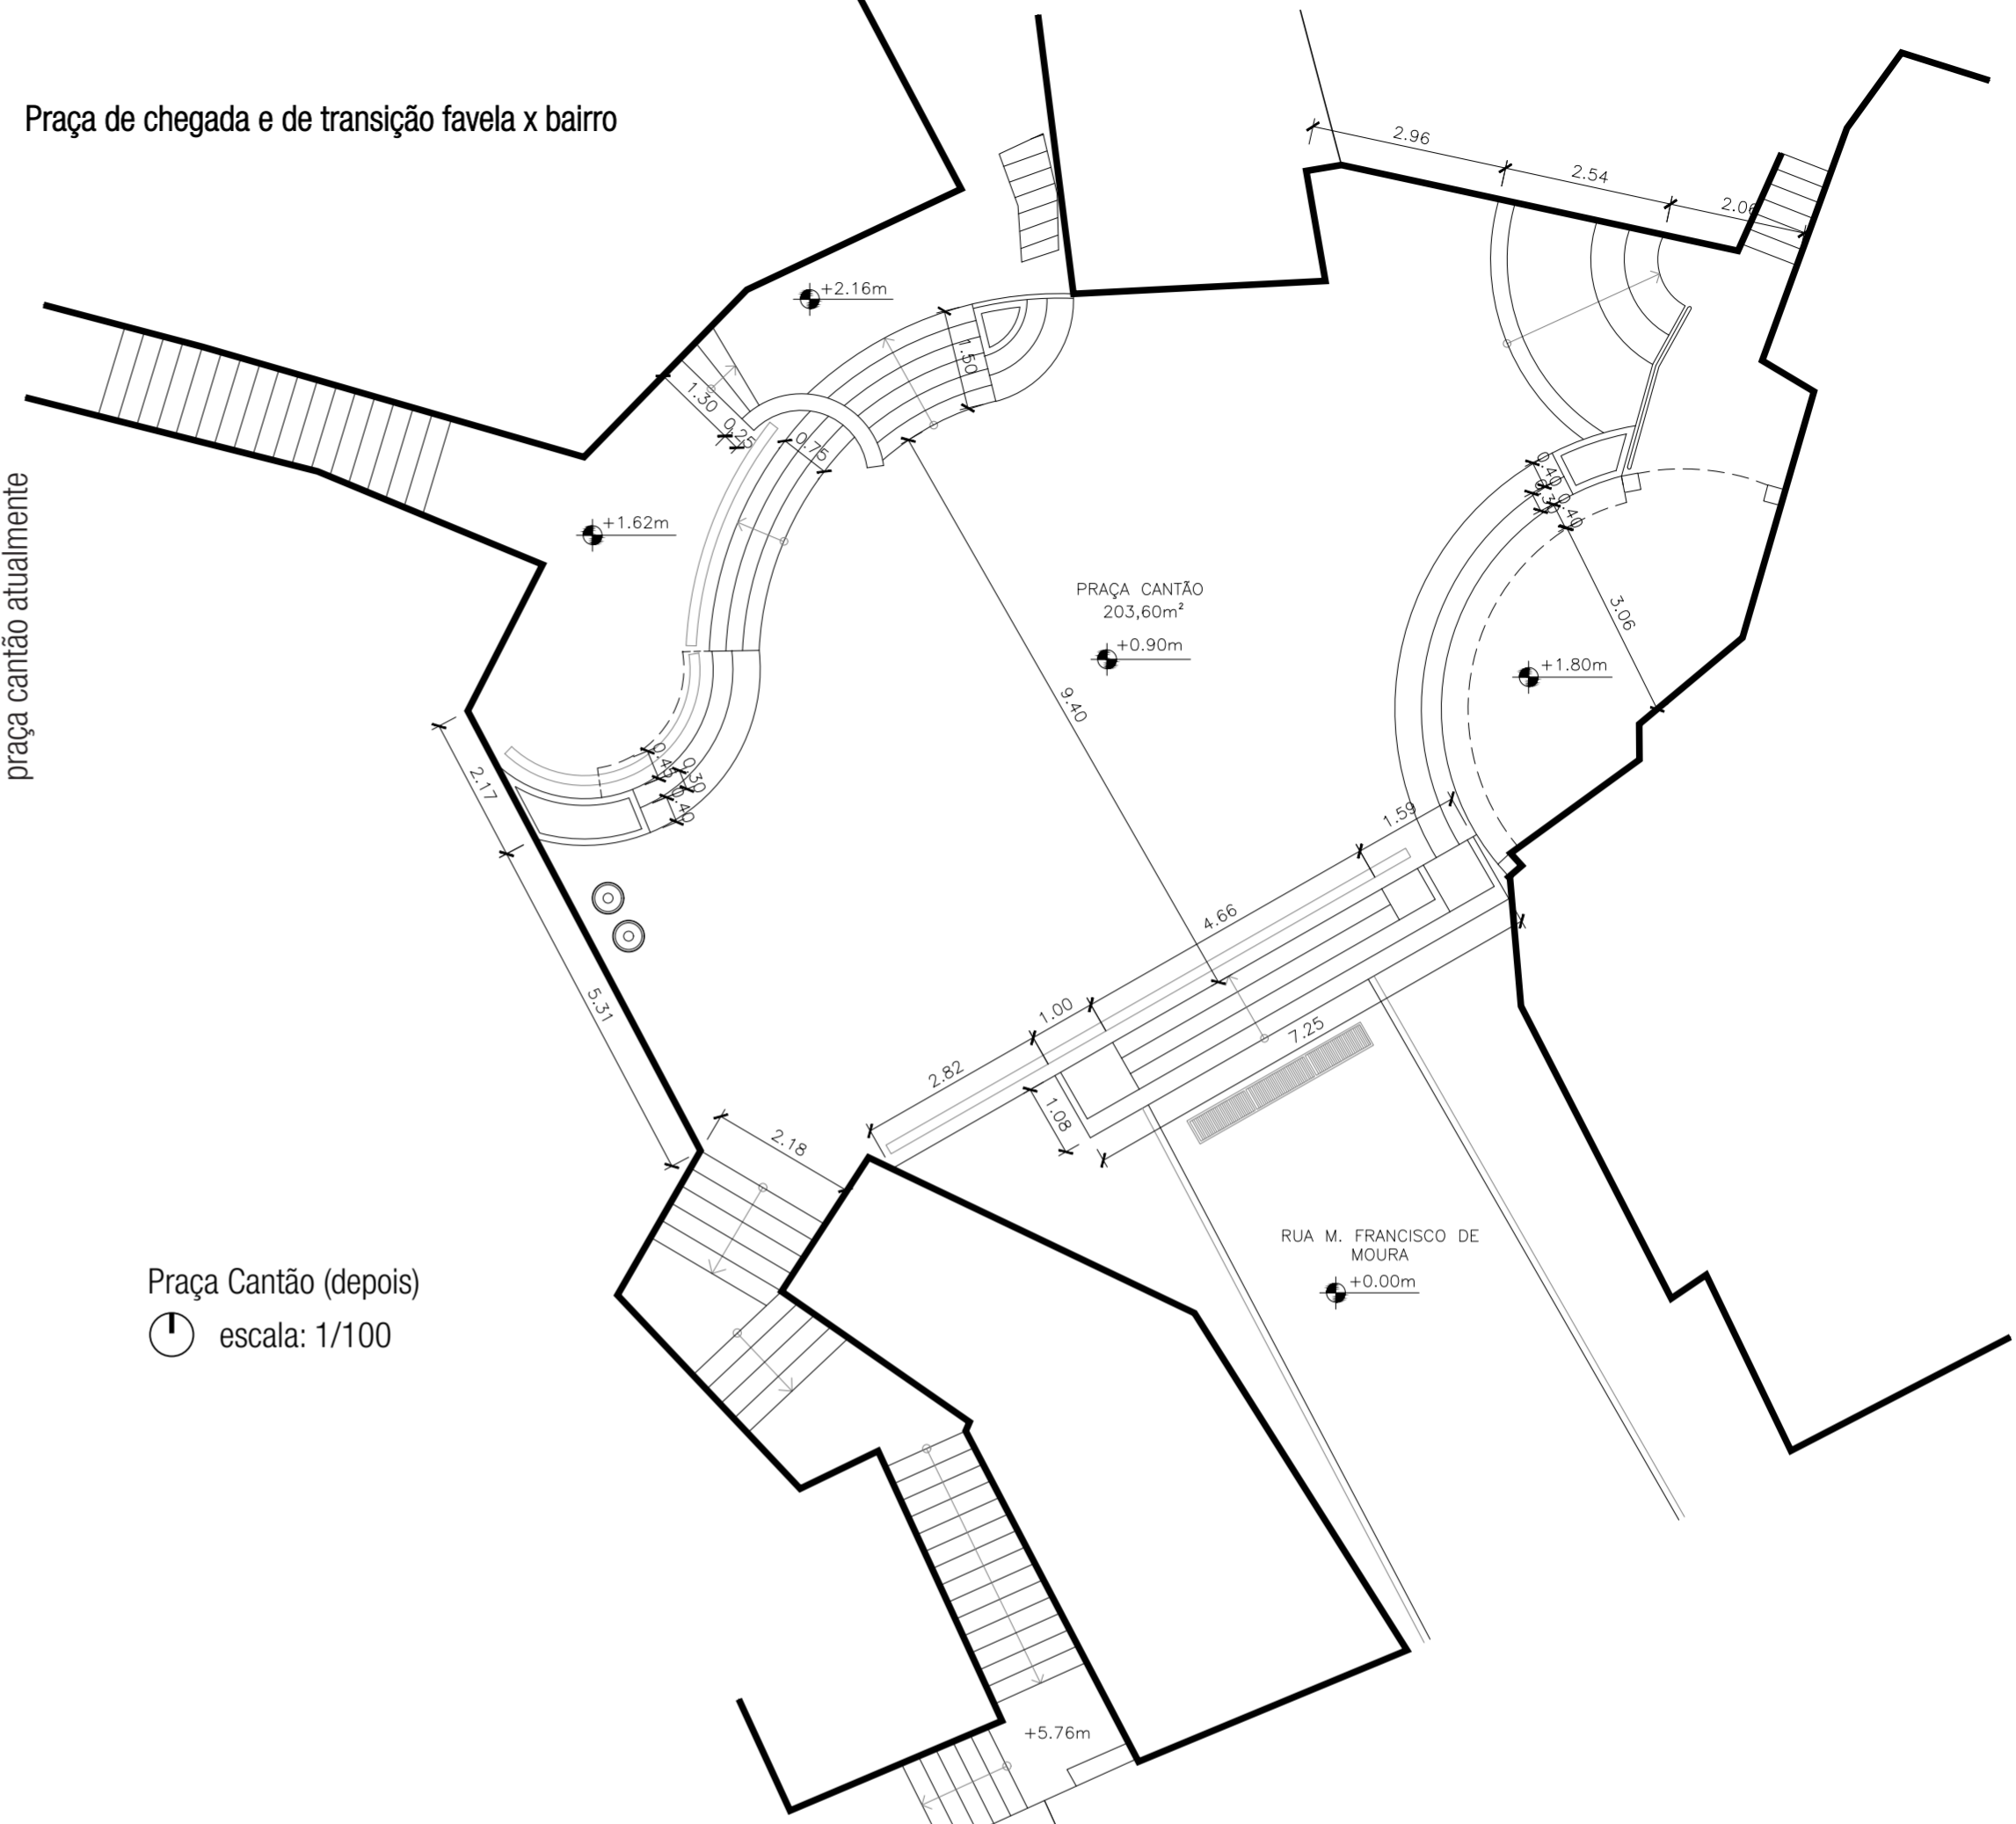 Praça de chegada e de transição favela x bairro
2.96
2.54
2.06
+2.16m
1.50
1.30
0.25
0.75
+1.62m
0.40
0.30
0.40
praça cantão atualmente
PRAÇA CANTÃO
203,60m²
+0.90m
3.06
+1.80m
9.40
2.17
0.45
0.30
0.40
1.59
4.66
5.31
1.00
7.25
2.82
1.08
2.18
RUA M. FRANCISCO DE
MOURA
+0.00m
Praça Cantão (depois)
escala: 1/100
+5.76m